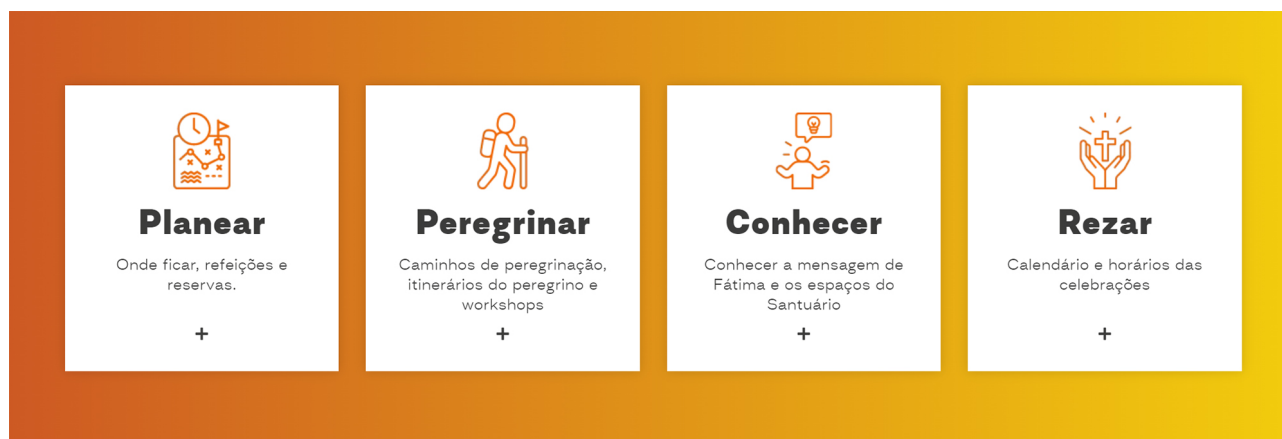 Planear
Onde ficar, refeições e
reservas.
+
Peregrinar
Caminhos de peregrinação,
itinerários do peregrino e
workshops
+
Conhecer
Conhecer a mensagem de
Fátima e os espaços do
Santuário
+
Rezar
Calendário e horários das
celebrações
+